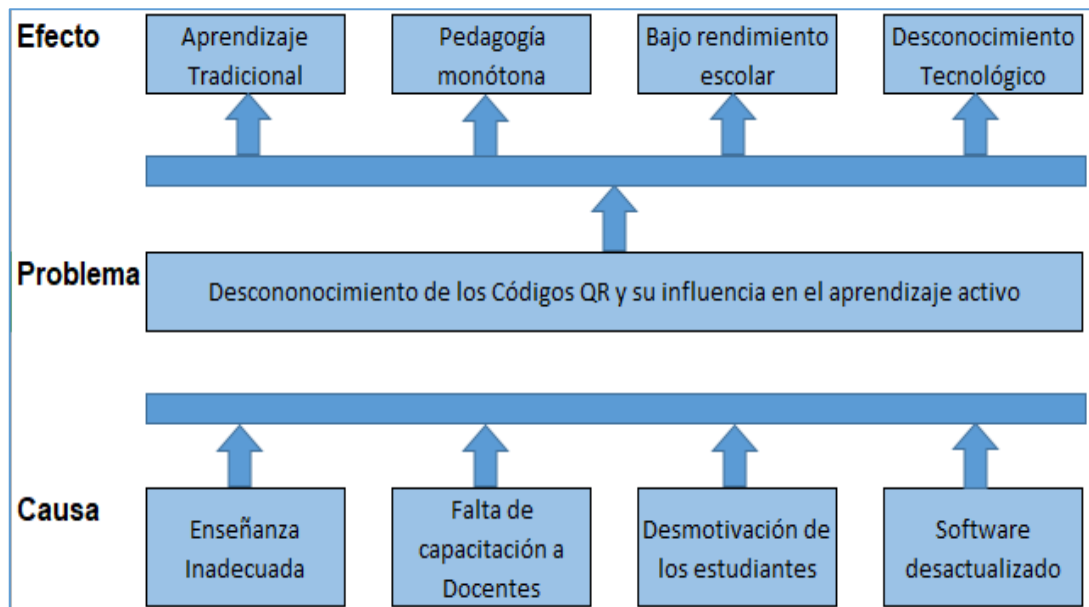 Efecto
Aprendizaje
Tradicional
Pedagogía
monótona
Bajo rendimiento
escolar
Desconocimiento
Tecnológico
Problema
Descononocimiento de los Códigos QR y su influencia en el aprendizaje activo
Causa
Enseñanza
Inadecuada
Falta de
capacitación a
Docentes
Desmotivación de
los estudiantes
Software
desactualizado